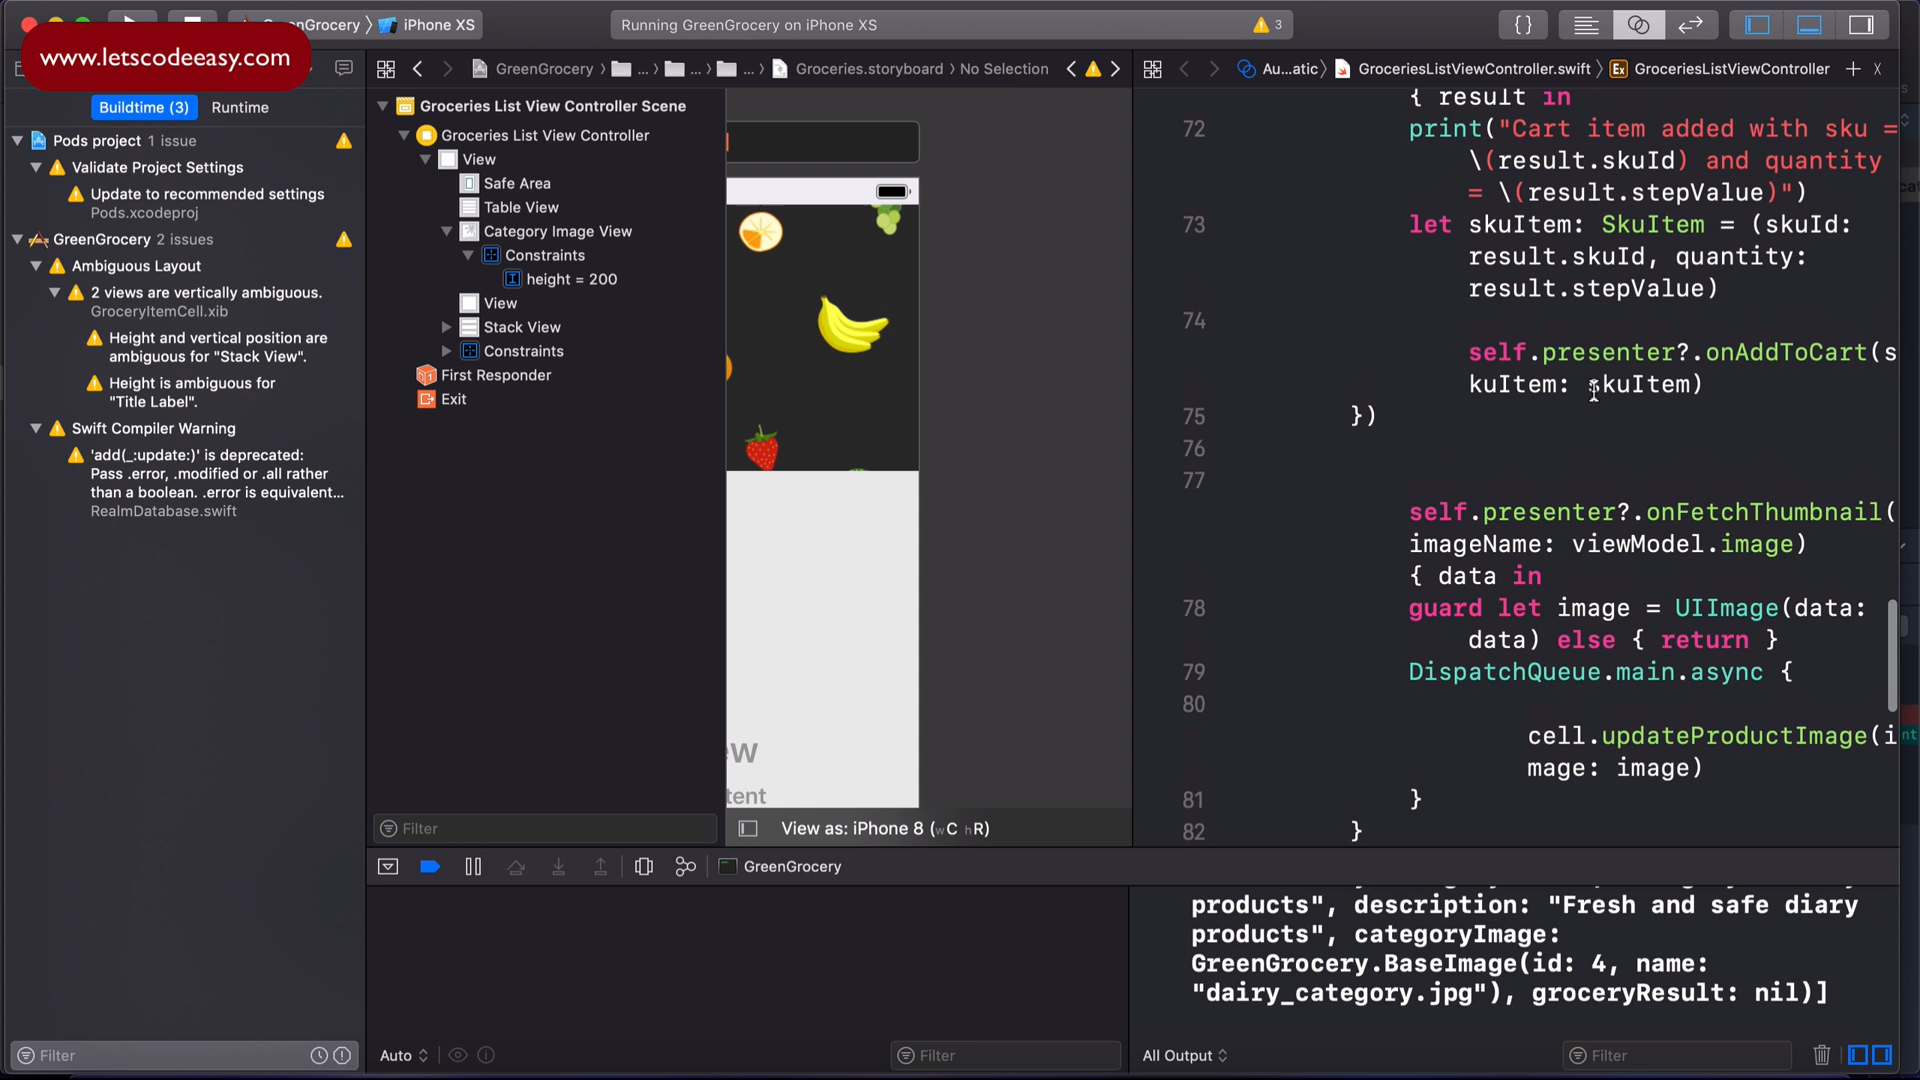 GreenGrocery
iPhone XS
Running GreenGrocery on iPhone XS
3
www.letscodeeasy.com
Buildtime (3)
Runtime
Pods project 1 issue
Validate Project Settings
Update to recommended settings
Pods.xcodeproj
GreenGrocery 2 issues
Ambiguous Layout
2 views are vertically ambiguous.
GroceryItemCell.xib
Height and vertical position are
ambiguous for "Stack View".
Height is ambiguous for
"Title Label".
Swift Compiler Warning
'add(_:update:)' is deprecated:
Pass .error, .modified or .all rather
than a boolean. .error is equivalent...
RealmDatabase.swift
Filter
GreenGrocery
...
...
...
Groceries.storyboard
No Selection
Groceries List View Controller Scene
Groceries List View Controller
View
Safe Area
Table View
Category Image View
Constraints
height = 200
View
Stack View
Constraints
First Responder
Exit
Filter
View as: iPhone 8 (wC hR)
Au...atic
GroceriesListViewController.swift
Ex GroceriesListViewController
{ result in
72 print("Cart item added with sku =
\(result.skuId) and quantity
= \(result.stepValue)")
73 let skuItem: SkuItem = (skuId:
result.skuId, quantity:
result.stepValue)
74
self.presenter?.onAddToCart(s
kuItem: skuItem)
75 })
76
77
self.presenter?.onFetchThumbnail(
imageName: viewModel.image)
{ data in
78 guard let image = UIImage(data:
data) else { return }
79 DispatchQueue.main.async {
80
cell.updateProductImage(i
mage: image)
81 }
82 }
GreenGrocery
products", description: "Fresh and safe diary
products", categoryImage:
GreenGrocery.BaseImage(id: 4, name:
"dairy_category.jpg"), groceryResult: nil)]
Auto
Filter
All Output
Filter